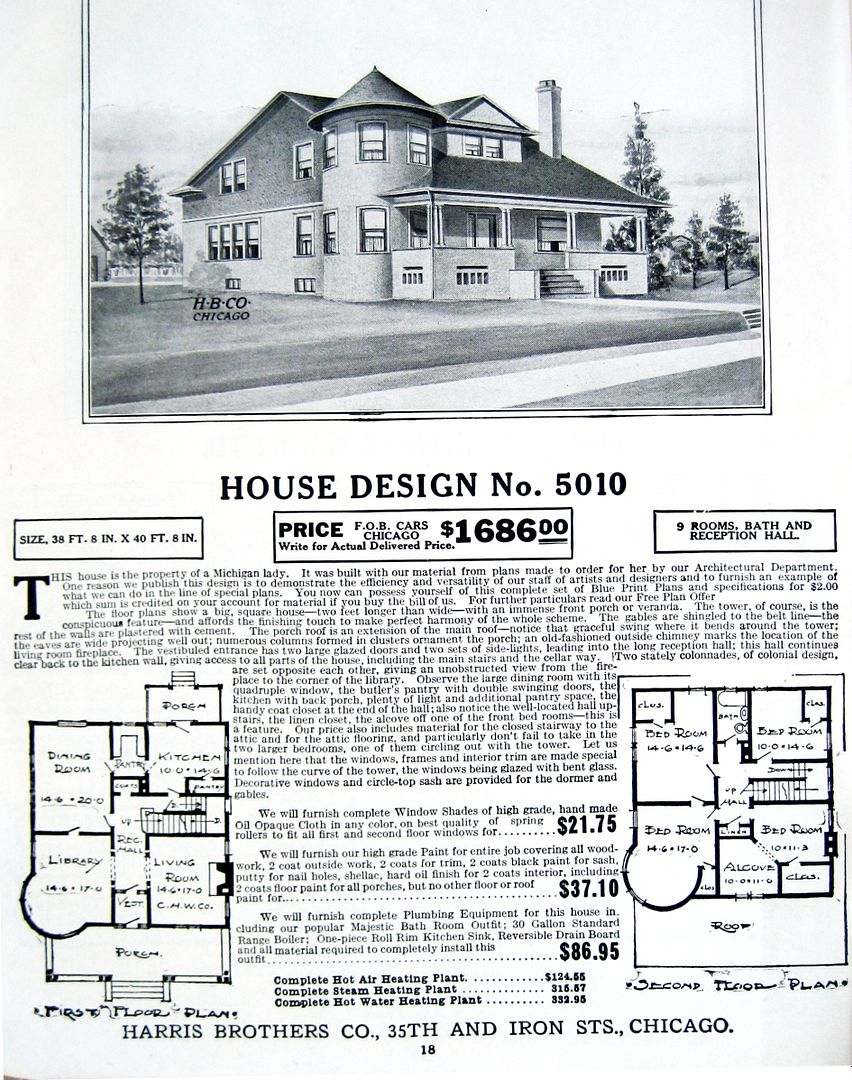 H·B·CO·
CHICAGO
HOUSE DESIGN No. 5010
SIZE, 38 FT. 8 IN. X 40 FT. 8 IN.
PRICE F.O.B. CARS CHICAGO $1686 00
Write for Actual Delivered Price.
9 ROOMS, BATH AND
RECEPTION HALL.
THIS house is the property of a Michigan lady. It was built with our material from plans made to order for her by our Architectural Department.
One reason we publish this design is to demonstrate the efficiency and versatility of our staff of artists and designers and to furnish an example of
what we can do in the line of special plans. You now can possess yourself of this complete set of Blue Print Plans and specifications for $2.00
which sum is credited on your account for material if you buy the bill of us. For further particulars read our Free Plan Offer
The floor plans show a big, square house—two feet longer than wide—with an immense front porch or veranda. The tower, of course, is the
conspicuous feature—and affords the finishing touch to make perfect harmony of the whole scheme. The gables are shingled to the belt line—the
rest of the walls are plastered with cement. The porch roof is an extension of the main roof—notice that graceful swing where it bends around the tower;
the eaves are wide projecting well out; numerous columns formed in clusters ornament the porch; an old-fashioned outside chimney marks the location of the
living room fireplace. The vestibuled entrance has two large glazed doors and two sets of side-lights, leading into the long reception hall; this hall continues
clear back to the kitchen wall, giving access to all parts of the house, including the main stairs and the cellar way. Two stately colonnades, of colonial design,
are set opposite each other, giving an unobstructed view from the fire-
place to the corner of the library. Observe the large dining room with its
quadruple window, the butler's pantry with double swinging doors, the
kitchen with back porch, plenty of light and additional pantry space, the
handy coat closet at the end of the hall; also notice the well-located hall up-
stairs, the linen closet, the alcove off one of the front bed rooms—this is
a feature. Our price also includes material for the closed stairway to the
attic and for the attic flooring, and particularly don't fail to take in the
two larger bedrooms, one of them circling out with the tower. Let us
mention here that the windows, frames and interior trim are made special
to follow the curve of the tower, the windows being glazed with bent glass.
Decorative windows and circle-top sash are provided for the dormer and
gables.
We will furnish complete Window Shades of high grade, hand made
Oil Opaque Cloth in any color, on best quality of spring
rollers to fit all first and second floor windows for.......... $21.75
We will furnish our high grade Paint for entire job covering all wood-
work, 2 coat outside work, 2 coats for trim, 2 coats black paint for sash,
putty for nail holes, shellac, hard oil finish for 2 coats interior, including
2 coats floor paint for all porches, but no other floor or roof
paint for.......... $37.10
We will furnish complete Plumbing Equipment for this house in-
cluding our popular Majestic Bath Room Outfit; 30 Gallon Standard
Range Boiler; One-piece Roll Rim Kitchen Sink, Reversible Drain Board
and all material required to completely install this
outfit.......... $86.95
Complete Hot Air Heating Plant.......... $124.55
Complete Steam Heating Plant .......... 315.57
Complete Hot Water Heating Plant .......... 332.95
PORCH
DINING ROOM
14-6 × 20-0
PANTRY
KITCHEN
10-0 × 14-6
PANTRY
COATS
D.
UP
D.
REC. HALL
LIBRARY
14-6 × 17-0
LIVING ROOM
14-6 × 17-0
C.H.W.Co.
VEST.
PORCH.
FIRST FLOOR PLAN
CLOS.
BED ROOM
14-6 × 14-6
BATH
CLAS.
BED ROOM
10-0 × 14-6
DOWN
UP
HALL
BED ROOM
14-6 × 17-0
LINEN
BED ROOM
10 × 11-3
ALCOVE
10-0 × 11-0
CLOS.
CLOS.
ROOF
SECOND FLOOR PLAN.
HARRIS BROTHERS CO., 35TH AND IRON STS., CHICAGO.
18